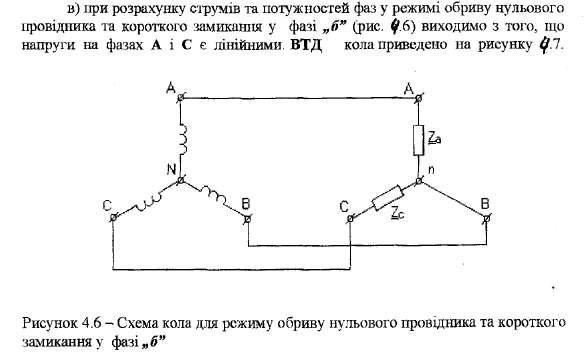 в) при розрахунку струмів та потужностей фаз у режимі обриву нульового
провідника та короткого замикання у фазі „б” (рис. 4.6) виходимо з того, що
напруги на фазах А і С є лінійними. ВТД кола приведено на рисунку 4.7.
A
A
Za
N
n
C
B
C
Zc
B
Рисунок 4.6 – Схема кола для режиму обриву нульового провідника та короткого
замикання у фазі „б”